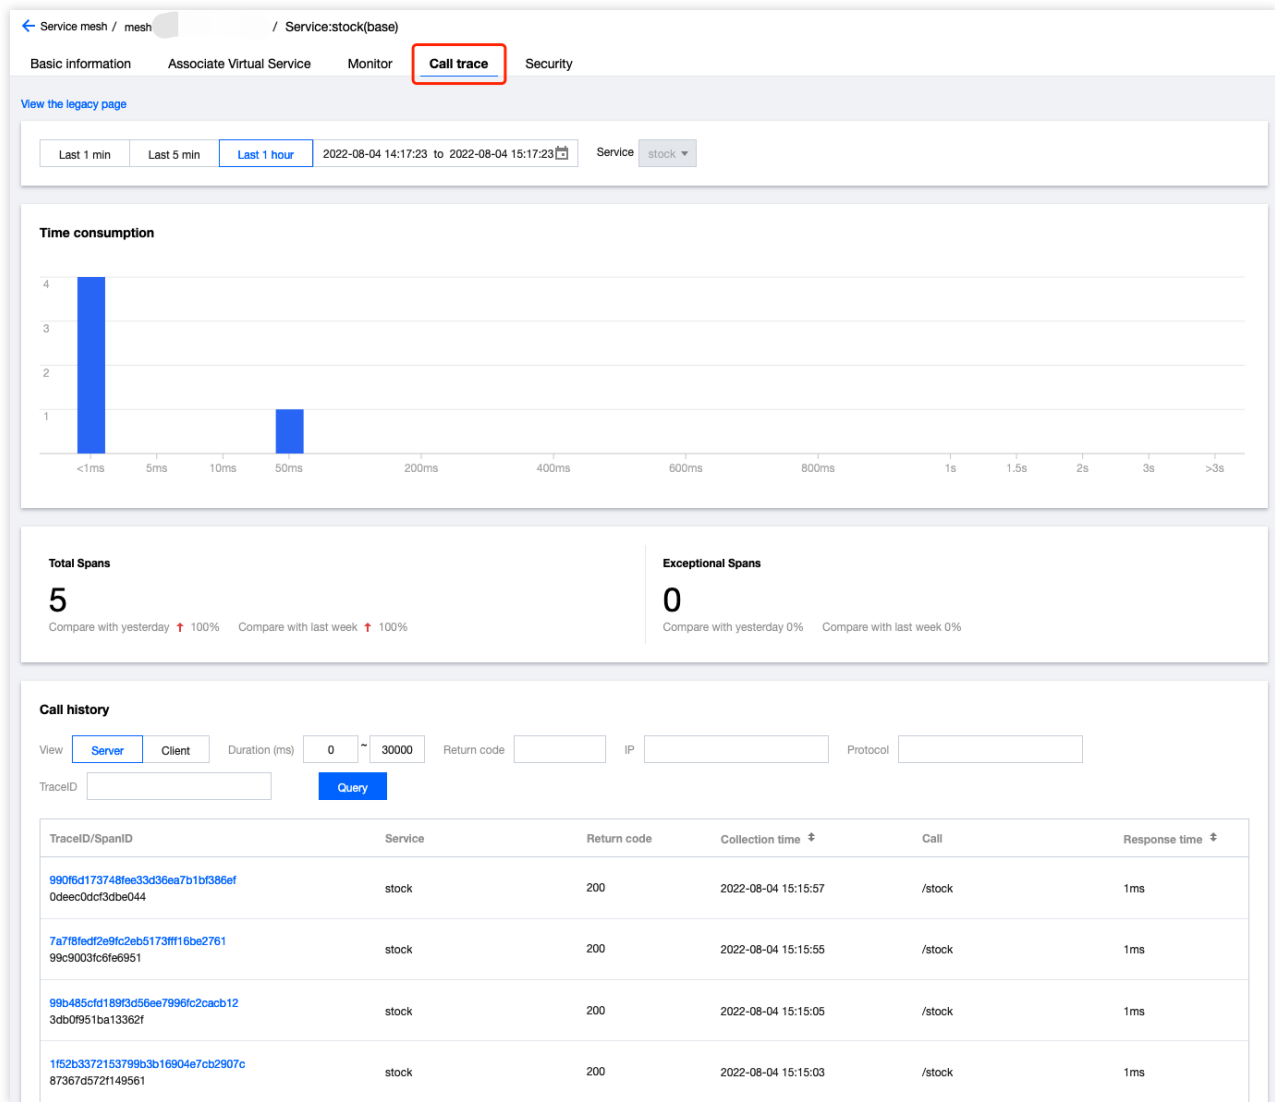 Service mesh / mesh / Service:stock(base)
Basic information Associate Virtual Service Monitor Call trace Security
View the legacy page
Last 1 min Last 5 min Last 1 hour 2022-08-04 14:17:23 to 2022-08-04 15:17:23 Service stock
Time consumption
4
3
2
1
<1ms 5ms 10ms 50ms 200ms 400ms 600ms 800ms 1s 1.5s 2s 3s >3s
Total Spans
5
Compare with yesterday ↑ 100% Compare with last week ↑ 100%
Exceptional Spans
0
Compare with yesterday 0% Compare with last week 0%
Call history
View Server Client Duration (ms) 0 ~ 30000 Return code IP Protocol
TraceID Query
TraceID/SpanID Service Return code Collection time Call Response time
990f6d173748fee33d36ea7b1bf386ef
0deec0dcf3dbe044 stock 200 2022-08-04 15:15:57 /stock 1ms
7a7f8fedf2e9fc2eb5173fff16be2761
99c9003fc6fe6951 stock 200 2022-08-04 15:15:55 /stock 1ms
99b485cfd189f3d56ee7996fc2cacb12
3db0f951ba13362f stock 200 2022-08-04 15:15:05 /stock 1ms
1f52b3372153799b3b16904e7cb2907c
87367d572f149561 stock 200 2022-08-04 15:15:03 /stock 1ms